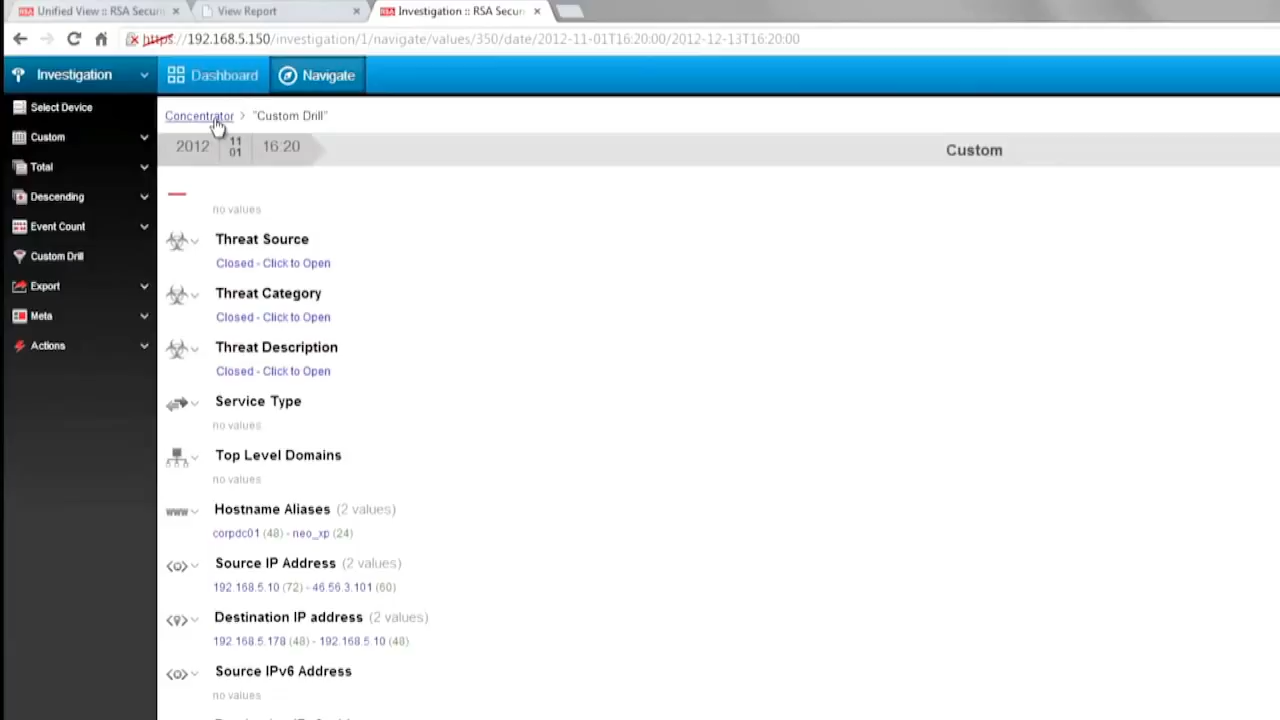 Unified View :: RSA Securi × View Report × Investigation :: RSA Secur ×
https://192.168.5.150/investigation/1/navigate/values/350/date/2012-11-01T16:20:00/2012-12-13T16:20:00
Investigation Dashboard Navigate
Select Device
Custom
Total
Descending
Event Count
Custom Drill
Export
Meta
Actions
Concentrator > "Custom Drill"
2012 11 01 16:20 Custom
no values
Threat Source
Closed - Click to Open
Threat Category
Closed - Click to Open
Threat Description
Closed - Click to Open
Service Type
no values
Top Level Domains
no values
www Hostname Aliases (2 values)
corpdc01 (48) - neo_xp (24)
Source IP Address (2 values)
192.168.5.10 (72) - 46.56.3.101 (60)
Destination IP address (2 values)
192.168.5.178 (48) - 192.168.5.10 (48)
Source IPv6 Address
no values